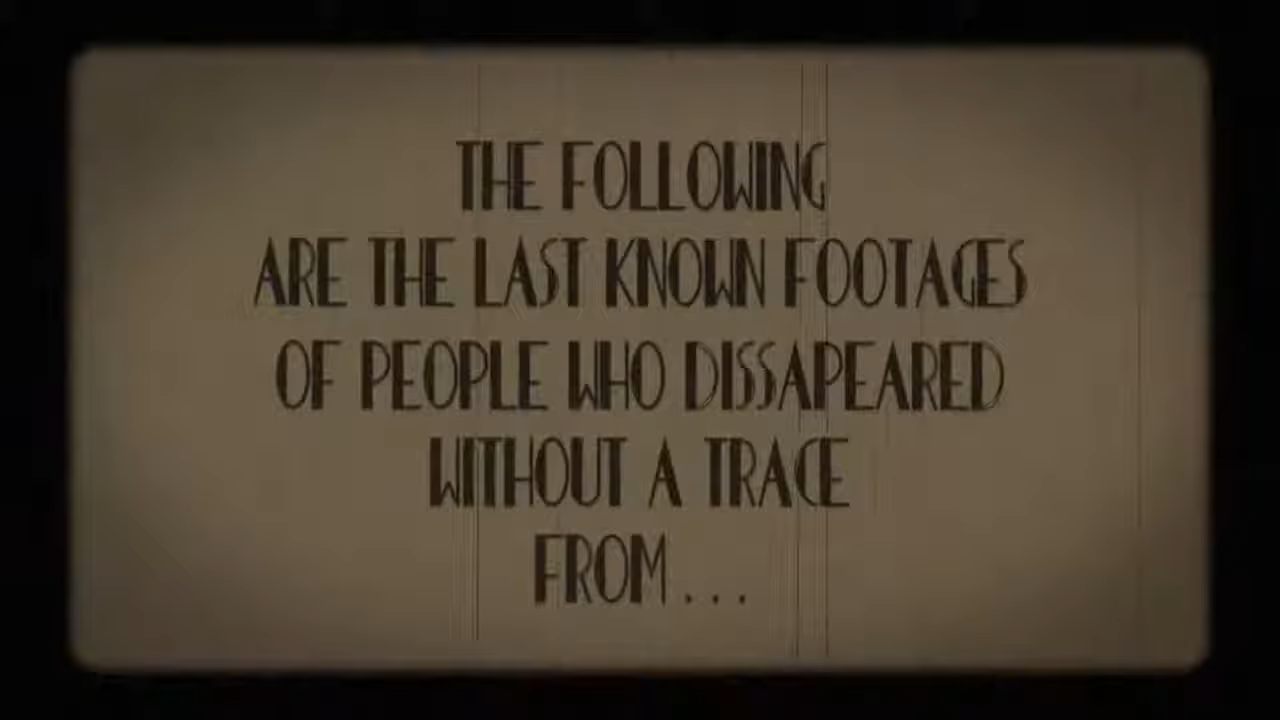 THE FOLLOWING
ARE THE LAST KNOWN FOOTAGES
OF PEOPLE WHO DISSAPEARED
WITHOUT A TRACE
FROM...